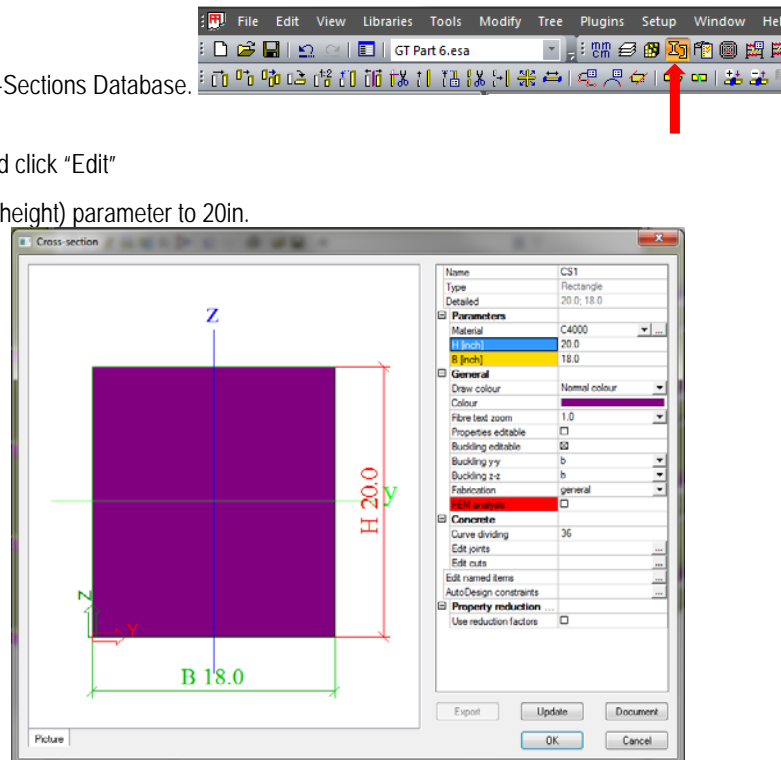 File Edit View Libraries Tools Modify Tree Plugins Setup Window Hel
GT Part 6.esa
mm
cm
-Sections Database.
d click “Edit”
height) parameter to 20in.
Cross-section
Name CS1
Type Rectangle
Detailed 20.0; 18.0
Parameters
Material C4000 ...
H [inch] 20.0
B [inch] 18.0
General
Draw colour Normal colour
Colour
Fibre text zoom 1.0
Properties editable
Buckling editable
Buckling y-y b
Buckling z-z b
Fabrication general
FEM analysis
Concrete
Curve dividing 36
Edit joints ...
Edit cuts ...
Edit named items ...
AutoDesign constraints ...
Property reduction ...
Use reduction factors
z
y
H 20.0
Z
Y
B 18.0
Export Update Document
Picture
OK Cancel